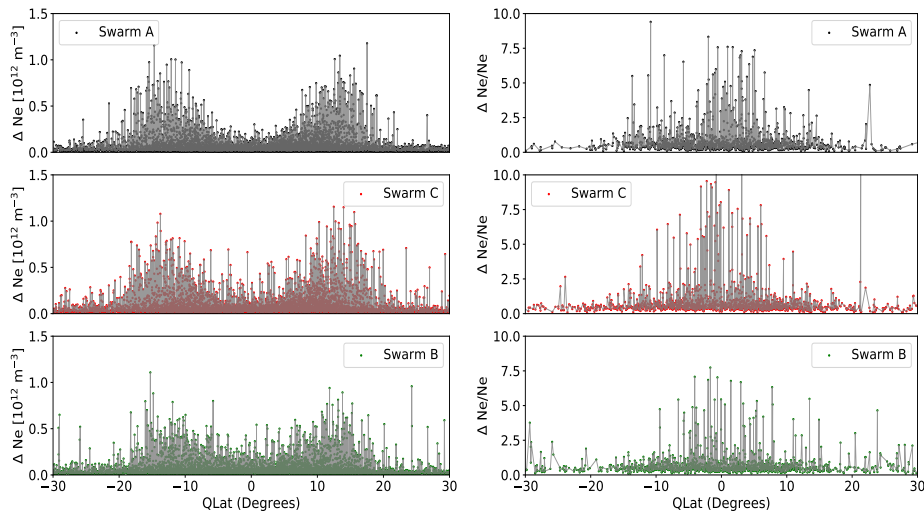 1.5
1.0
0.5
0.0
Δ Ne [10¹² m⁻³]
Swarm A
10.0
7.5
5.0
2.5
0.0
Δ Ne/Ne
Swarm A
1.5
1.0
0.5
0.0
Δ Ne [10¹² m⁻³]
Swarm C
10.0
7.5
5.0
2.5
0.0
Δ Ne/Ne
Swarm C
1.5
1.0
0.5
0.0
Δ Ne [10¹² m⁻³]
Swarm B
−30 −20 −10 0 10 20 30
QLat (Degrees)
10.0
7.5
5.0
2.5
0.0
Δ Ne/Ne
Swarm B
−30 −20 −10 0 10 20 30
QLat (Degrees)